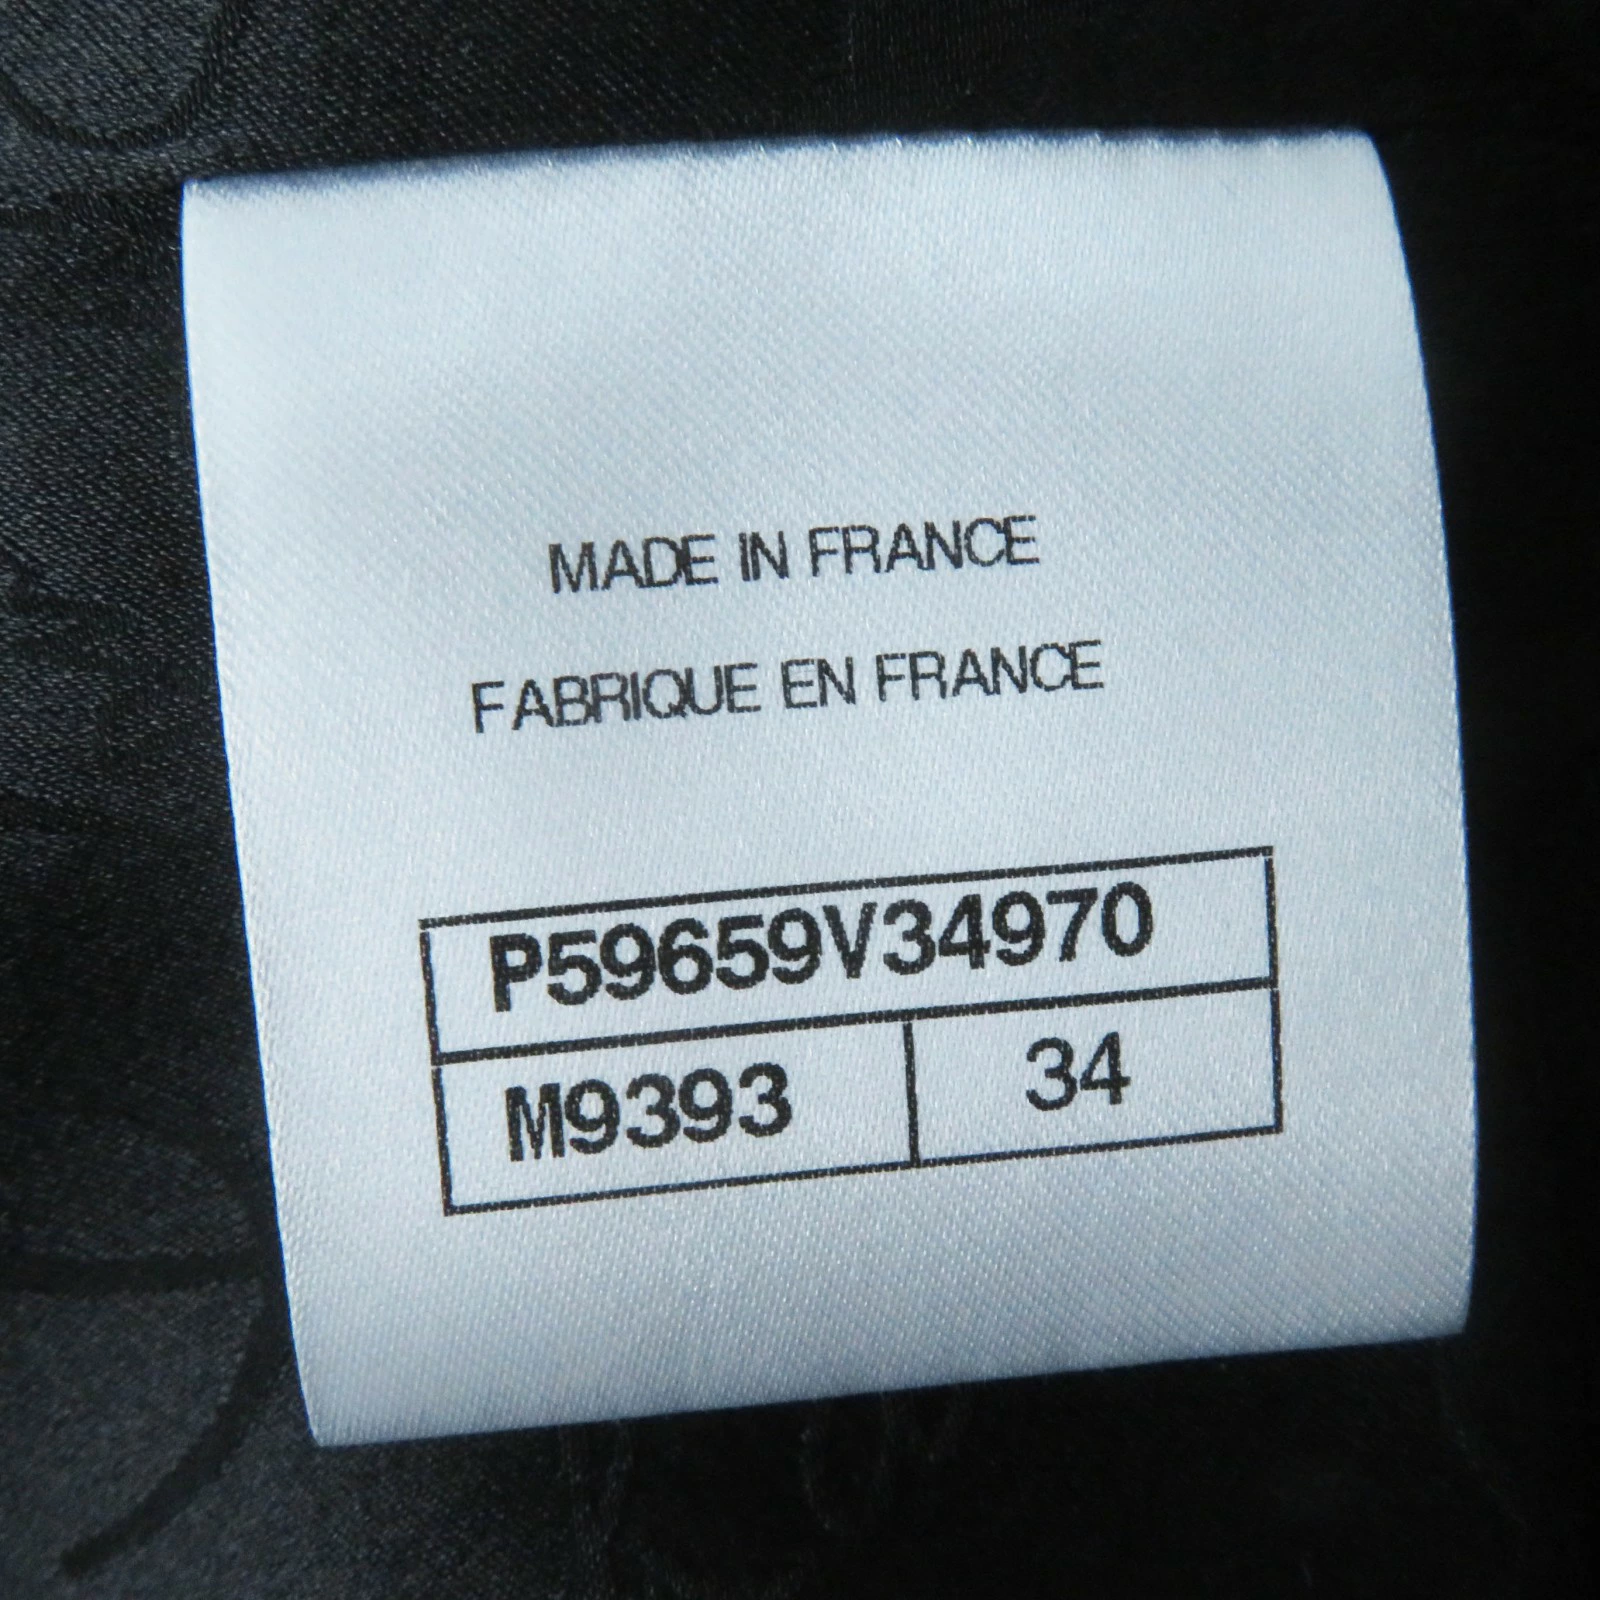 MADE IN FRANCE
FABRIQUE EN FRANCE
P59659V34970
M9393 34